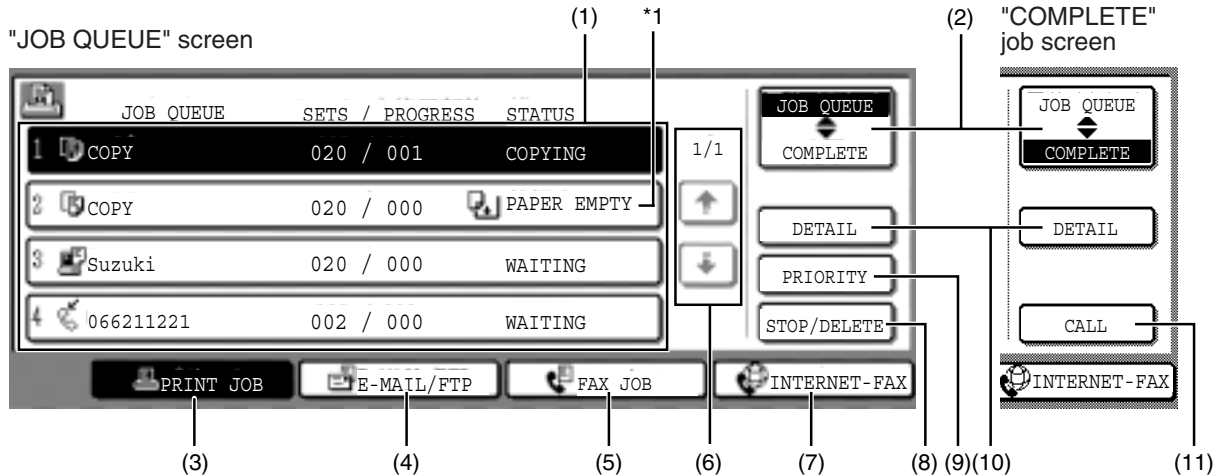 (1) *1 (2) "COMPLETE"
"JOB QUEUE" screen job screen
JOB QUEUE SETS / PROGRESS STATUS JOB QUEUE JOB QUEUE
1 COPY 020 / 001 COPYING 1/1 COMPLETE COMPLETE
2 COPY 020 / 000 PAPER EMPTY
DETAIL DETAIL
3 Suzuki 020 / 000 WAITING
PRIORITY
4 066211221 002 / 000 WAITING STOP/DELETE CALL
PRINT JOB E-MAIL/FTP FAX JOB INTERNET-FAX INTERNET-FAX
(3) (4) (5) (6) (7) (8) (9)(10) (11)